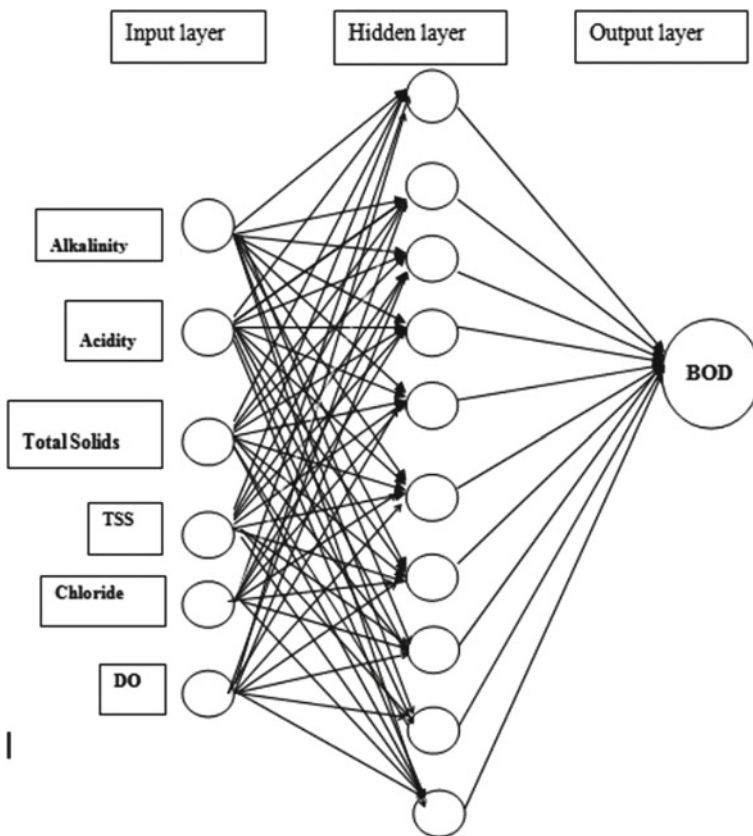 Input layer
Hidden layer
Output layer
Alkalinity
Acidity
Total Solids
TSS
Chloride
DO
BOD